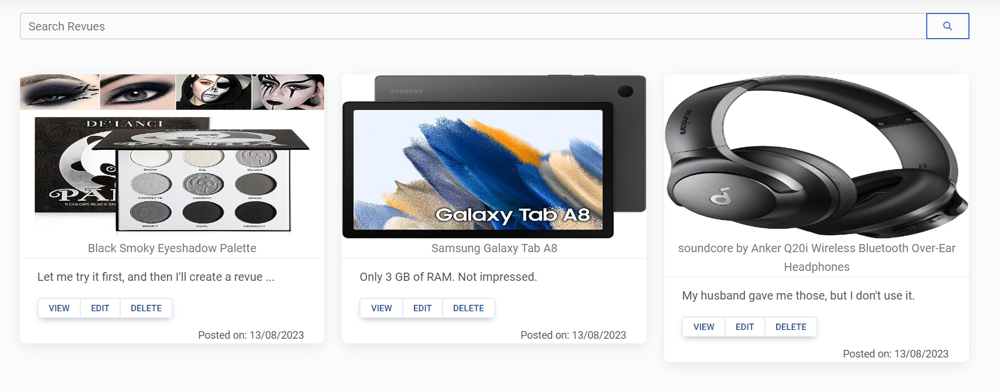 Search Revues
DE'LANCI
PANDA
SNOW
ICE
SILVER
CIGARETTE
CEMENT
SMOG
9 COLORS BLACK SM
SMOKY
COAL
MIDNIGHT
Black Smoky Eyeshadow Palette
Let me try it first, and then I'll create a revue ...
VIEW EDIT DELETE
Posted on: 13/08/2023
SAMSUNG
Galaxy Tab A8
Samsung Galaxy Tab A8
Only 3 GB of RAM. Not impressed.
VIEW EDIT DELETE
Posted on: 13/08/2023
soundcore
R
soundcore by Anker Q20i Wireless Bluetooth Over-Ear
Headphones
My husband gave me those, but I don't use it.
VIEW EDIT DELETE
Posted on: 13/08/2023